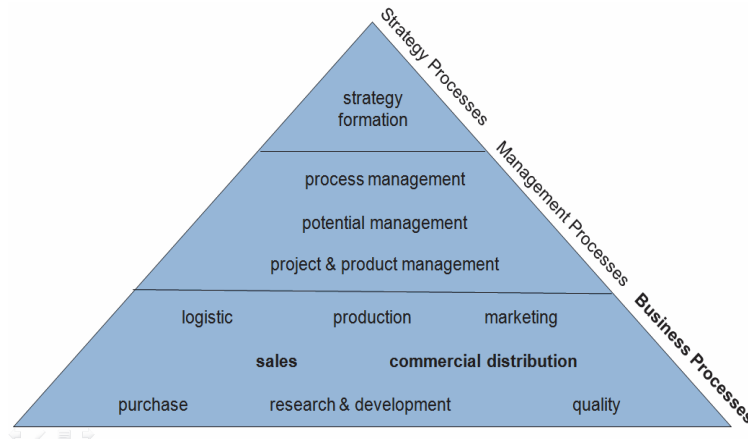 Strategy Processes
strategy
formation
Management Processes
process management
potential management
project & product management
Business Processes
logistic production marketing
sales commercial distribution
purchase research & development quality